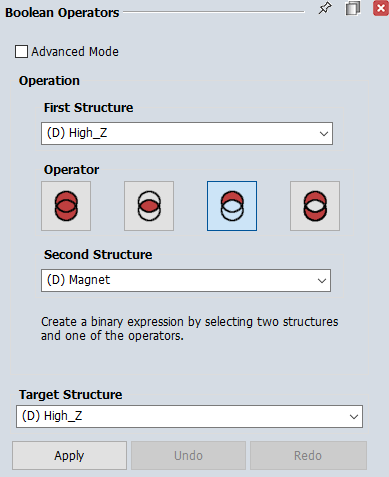 Boolean Operators
Advanced Mode
Operation
First Structure
(D) High_Z
Operator
Second Structure
(D) Magnet
Create a binary expression by selecting two structures
and one of the operators.
Target Structure
(D) High_Z
Apply Undo Redo